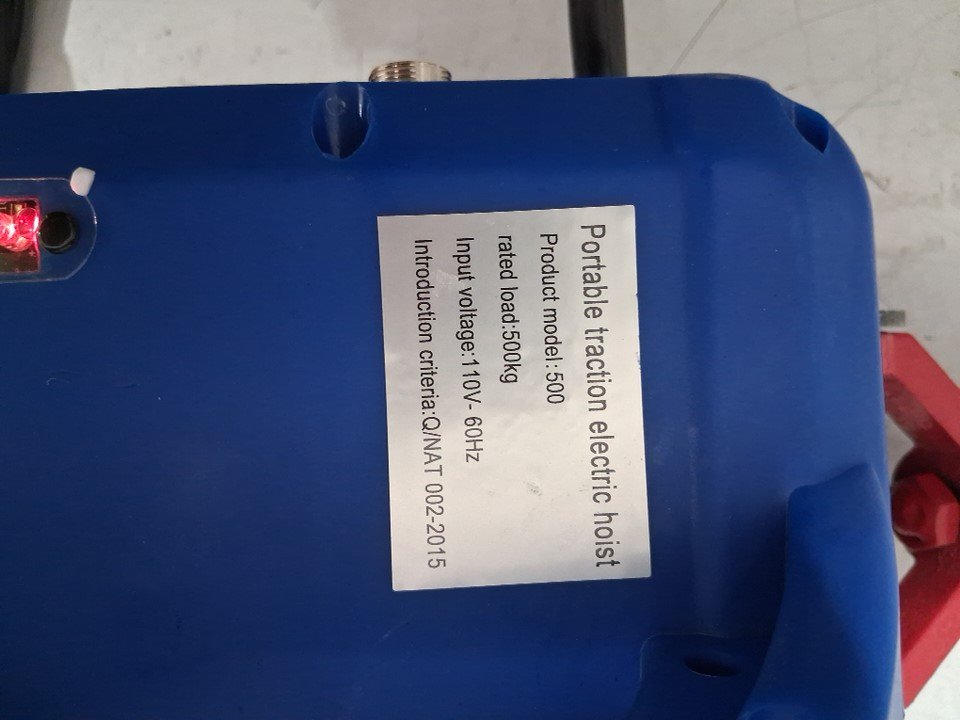 Portable traction electric hoist
Product model:500
rated load:500kg
Input voltage:110V- 60Hz
Introduction criteria:Q/NAT 002-2015